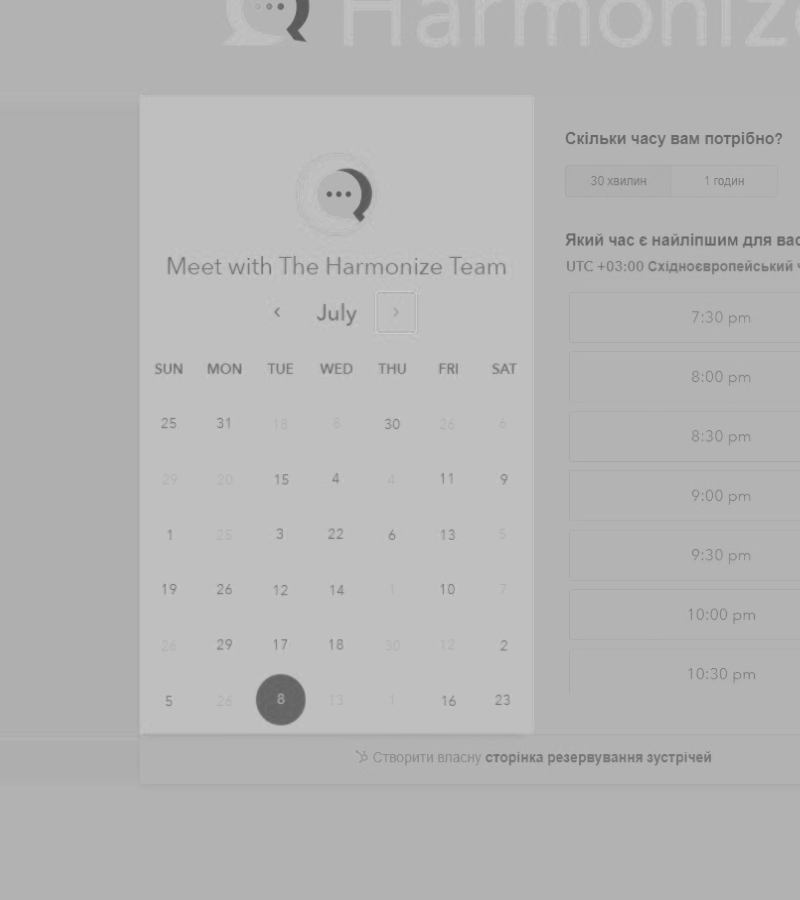 Harmonize
Meet with The Harmonize Team
July
SUN MON TUE WED THU FRI SAT
25 31 18 8 30 26 6
29 20 15 4 4 11 9
1 25 3 22 6 13 5
19 26 12 14 1 10 7
26 29 17 18 30 12 2
5 26 8 13 1 16 23
Скільки часу вам потрібно?
30 хвилин 1 годин
Який час є найліпшим для вас
UTC +03:00 Східноєвропейський ч
7:30 pm
8:00 pm
8:30 pm
9:00 pm
9:30 pm
10:00 pm
10:30 pm
Створити власну сторінка резервування зустрічей